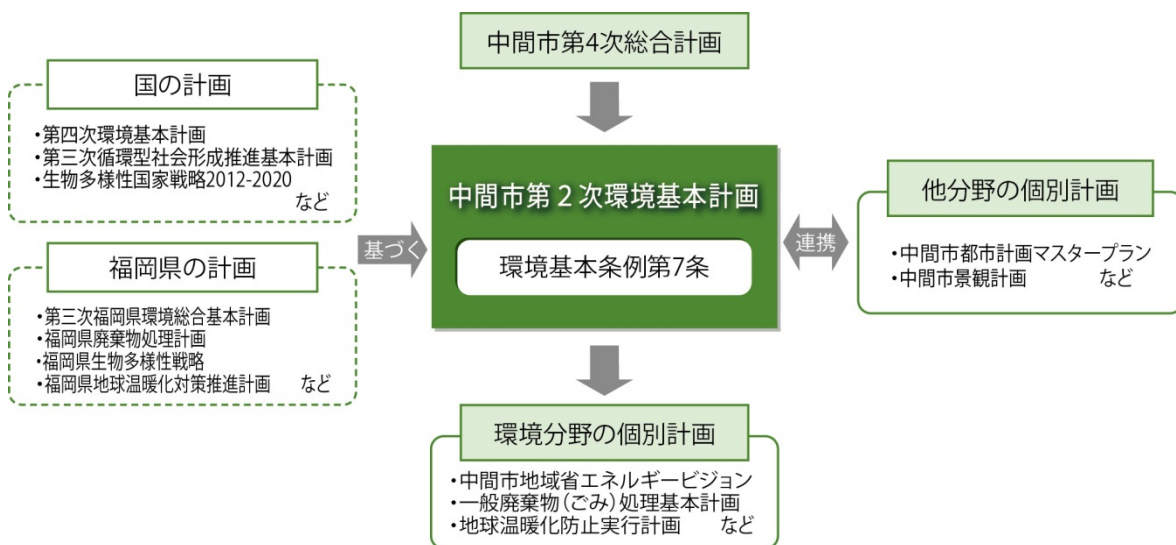 中間市第4次総合計画
国の計画
・第四次環境基本計画
・第三次循環型社会形成推進基本計画
・生物多様性国家戦略2012-2020
など
福岡県の計画
・第三次福岡県環境総合基本計画
・福岡県廃棄物処理計画
・福岡県生物多様性戦略
・福岡県地球温暖化対策推進計画 など
基づく
中間市第2次環境基本計画
環境基本条例第7条
連携
他分野の個別計画
・中間市都市計画マスタープラン
・中間市景観計画 など
環境分野の個別計画
・中間市地域省エネルギービジョン
・一般廃棄物(ごみ)処理基本計画
・地球温暖化防止実行計画 など